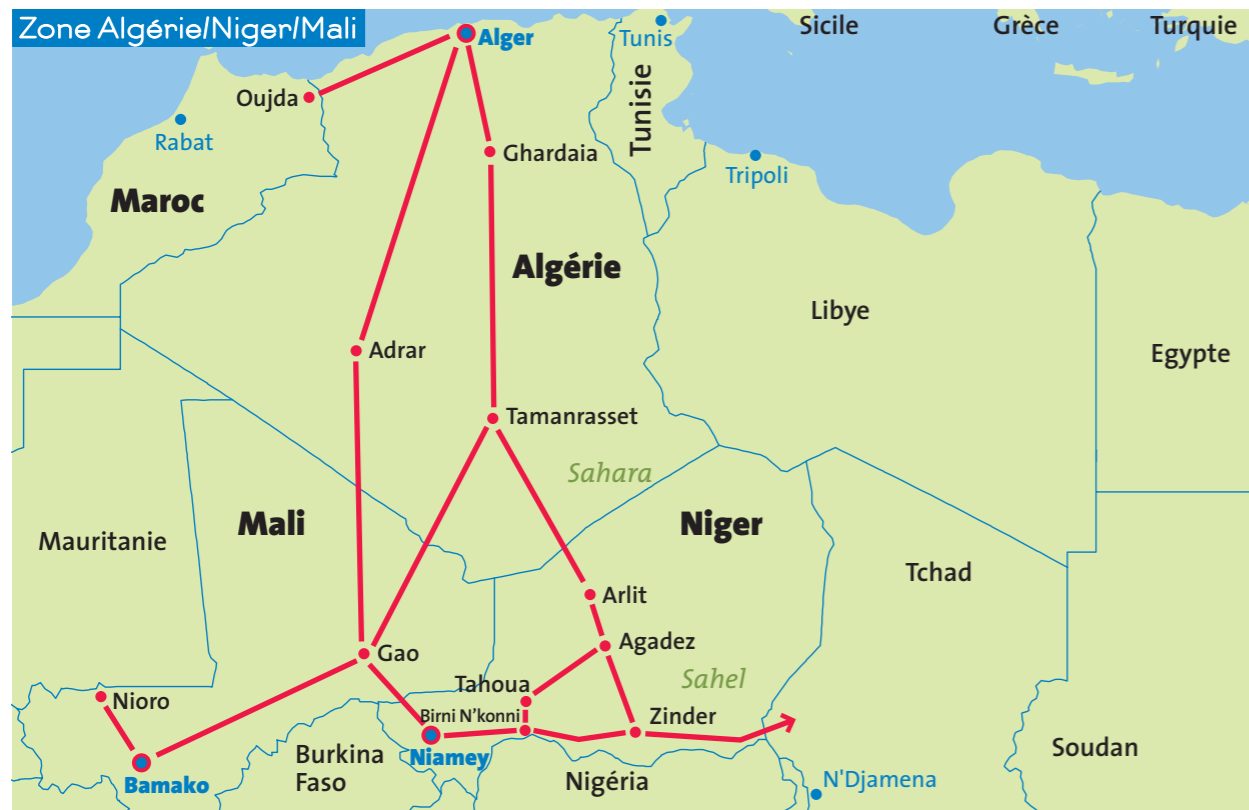 Zone Algérie/Niger/Mali
Alger
Tunis
Sicile
Grèce
Turquie
Oujda
Rabat
Tunisie
Ghardaia
Tripoli
Maroc
Algérie
Libye
Adrar
Egypte
Tamanrasset
Sahara
Mali
Niger
Mauritanie
Tchad
Arlit
Agadez
Gao
Sahel
Tahoua
Nioro
Birni N'konni
Zinder
Burkina
Faso
Niamey
Bamako
Nigéria
N'Djamena
Soudan